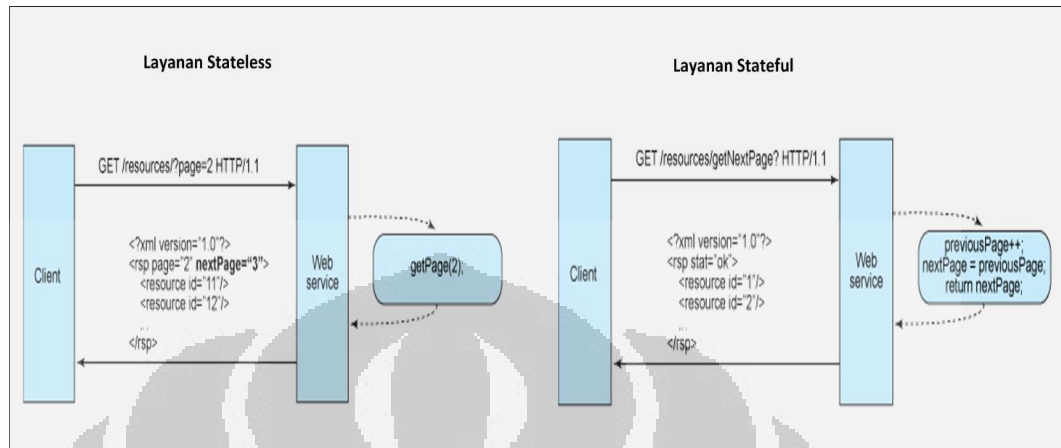 Layanan Stateless
Client
GET /resources/?page=2 HTTP/1.1
<?xml version="1.0"?>
<rsp page="2" nextPage="3">
<resource id="11"/>
<resource id="12"/>
...
</rsp>
Web
service
getPage(2),
Layanan Stateful
Client
GET /resources/getNextPage? HTTP/1.1
<?xml version="1.0"?>
<rsp stat="ok">
<resource id="1"/>
<resource id="2"/>
...
</rsp>
Web
service
previousPage++;
nextPage = previousPage;
return nextPage;